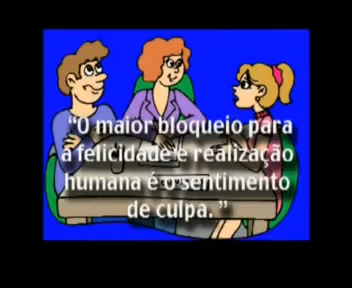 “O maior bloqueio para
a felicidade e realização
humana é o sentimento
de culpa. ”